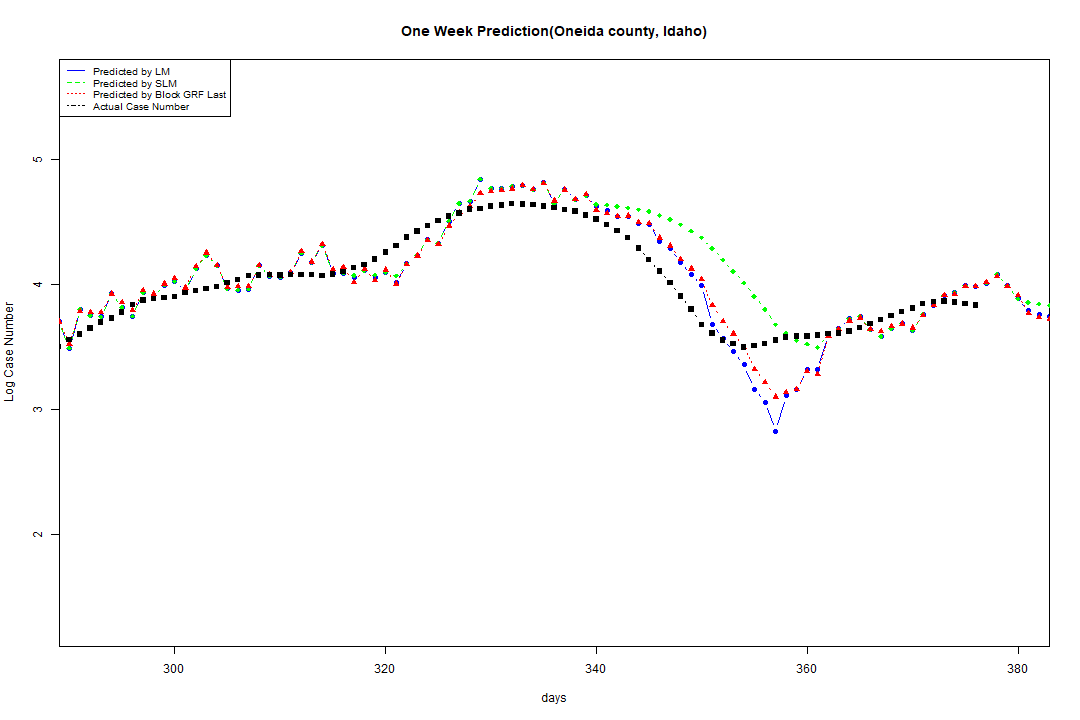 One Week Prediction(Oneida county, Idaho)
Predicted by LM
Predicted by SLM
Predicted by Block GRF Last
Actual Case Number
5
4
3
2
Log Case Number
300 320 340 360 380
days